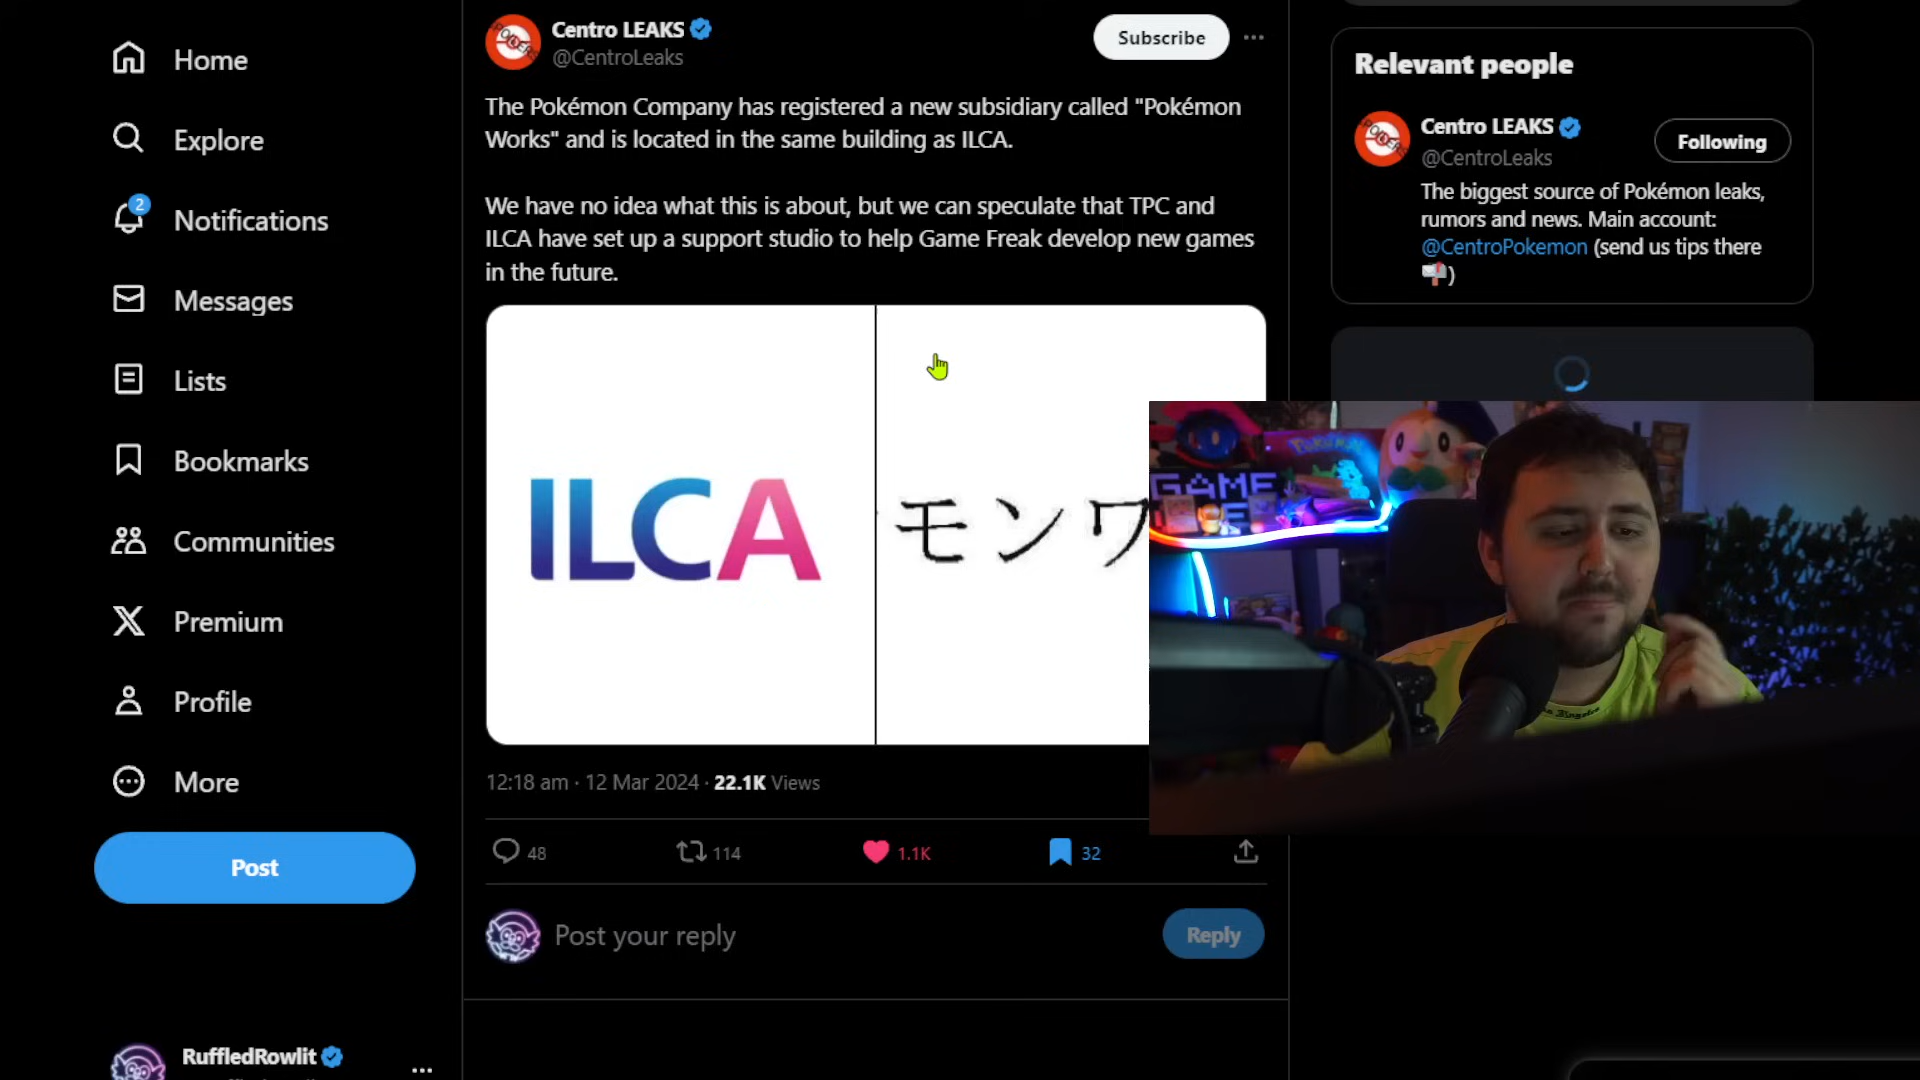 Home
Explore
2
Notifications
Messages
Lists
Bookmarks
Communities
Premium
Profile
More
Post
RuffledRowlit
Centro LEAKS
@CentroLeaks
Subscribe
The Pokémon Company has registered a new subsidiary called "Pokémon
Works" and is located in the same building as ILCA.
We have no idea what this is about, but we can speculate that TPC and
ILCA have set up a support studio to help Game Freak develop new games
in the future.
ILCA
モンワ
12:18 am · 12 Mar 2024 · 22.1K Views
48
114
1.1K
32
Post your reply
Reply
Relevant people
Centro LEAKS
@CentroLeaks
Following
The biggest source of Pokémon leaks,
rumors and news. Main account:
@CentroPokemon (send us tips there
)
POKÉMON
GAME